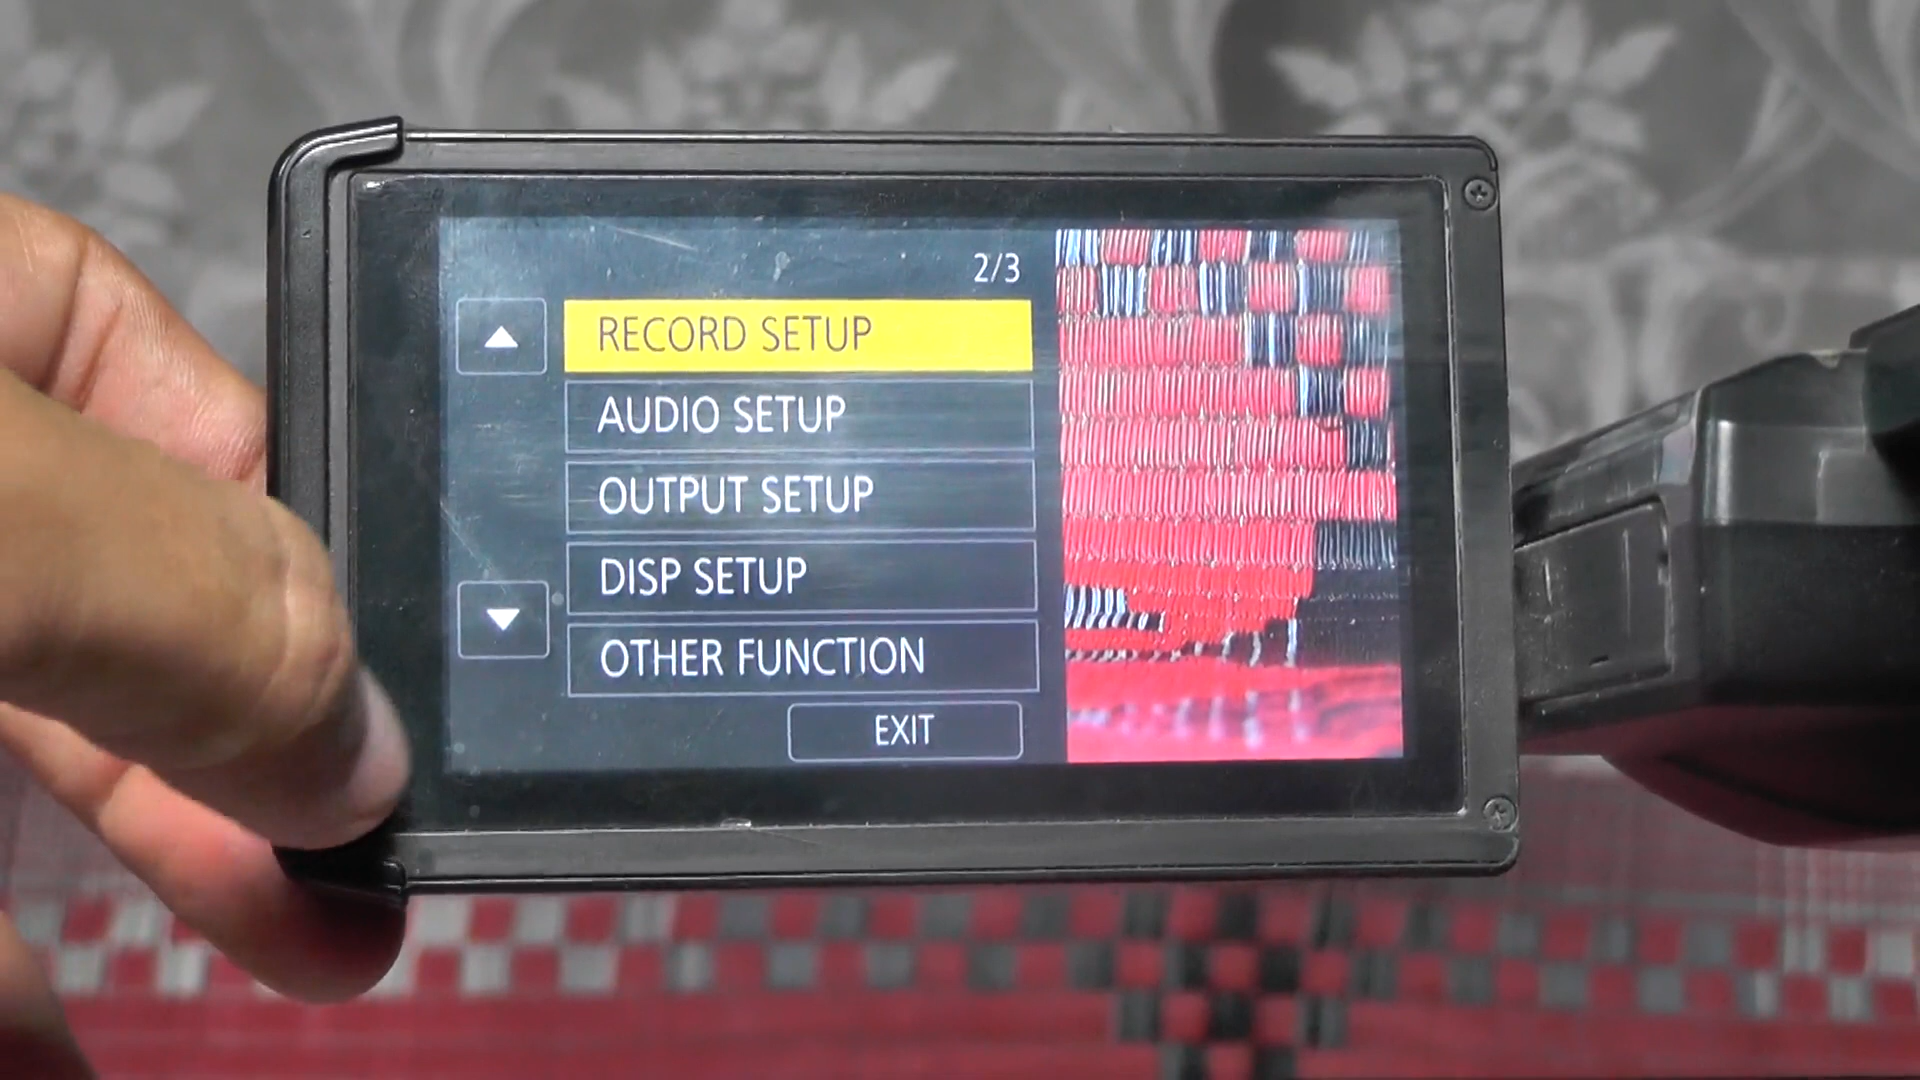 2/3
RECORD SETUP
AUDIO SETUP
OUTPUT SETUP
DISP SETUP
OTHER FUNCTION
EXIT